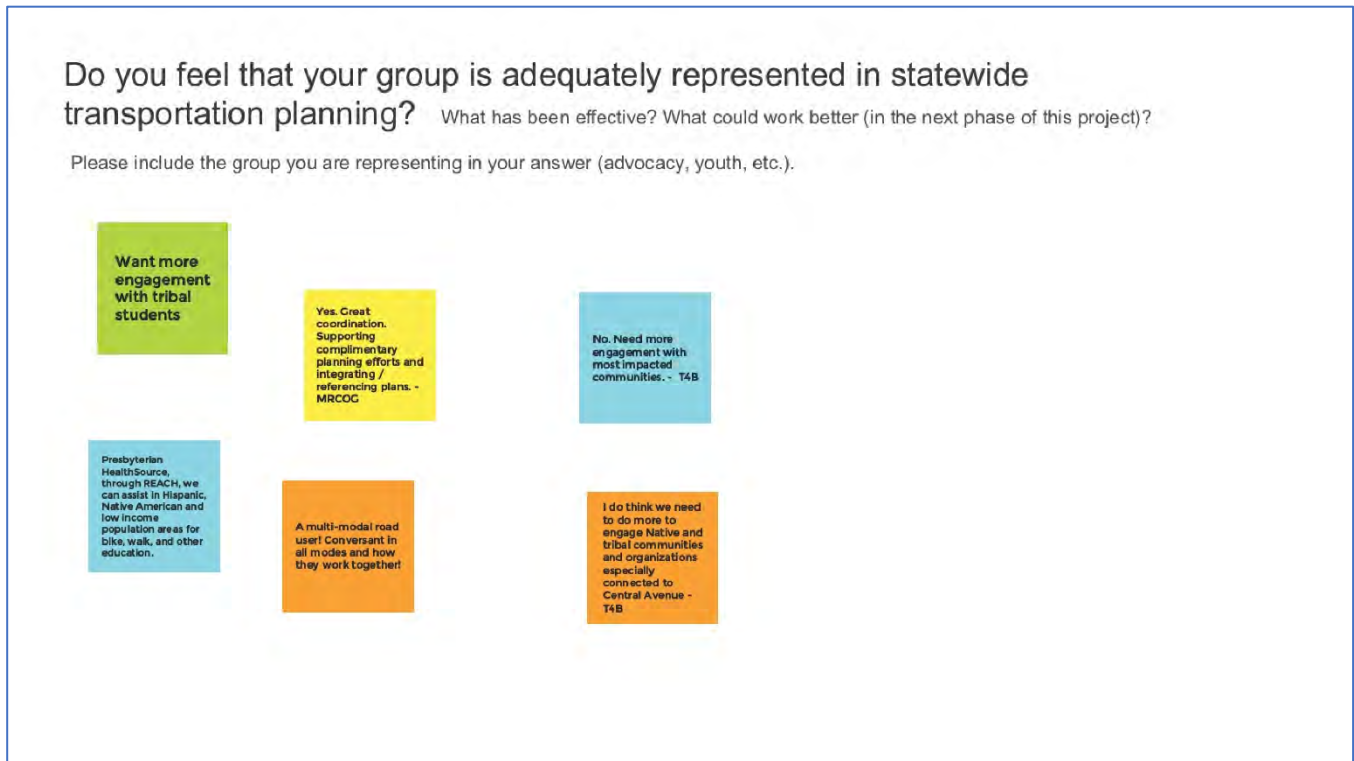 Do you feel that your group is adequately represented in statewide
transportation planning? What has been effective? What could work better (in the next phase of this project)?
Please include the group you are representing in your answer (advocacy, youth, etc.).
Want more
engagement
with tribal
students
Yes. Great
coordination.
Supporting
complimentary
planning efforts and
integrating /
referencing plans. -
MRCOG
No. Need more
engagement with
most impacted
communities. - T4B
Presbyterian
HealthSource,
through REACH, we
can assist in Hispanic,
Native American and
low income
population areas for
bike, walk, and other
education.
A multi-modal road
user! Conversant in
all modes and how
they work together!
I do think we need
to do more to
engage Native and
tribal communities
and organizations
especially
connected to
Central Avenue -
T4B